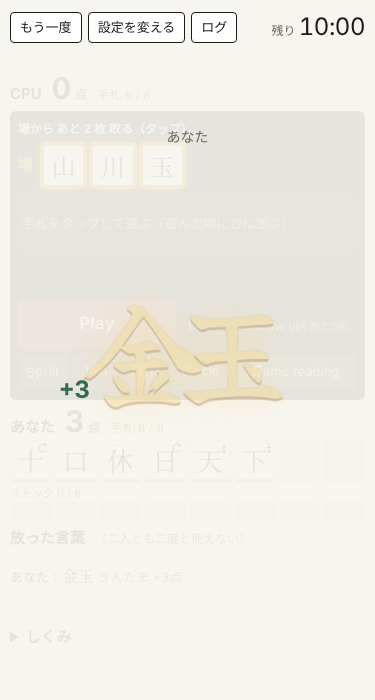 もう一度 設定を変える ログ 残り 10:00
CPU 0点 手札 8 / 8
場から あと2枚 取る（タップ）
あなた
場 山 川 玉
手札をタップして選ぶ（選んだ順に台に並ぶ）
Play
金玉
same reading
+3
あなた 3点 手札 6 / 8
十 口 休 日 天 下
ストック 0 / 8
放った言葉 （二人とも二度と使えない）
あなた：金玉 きんたま +3点
▶ しくみ